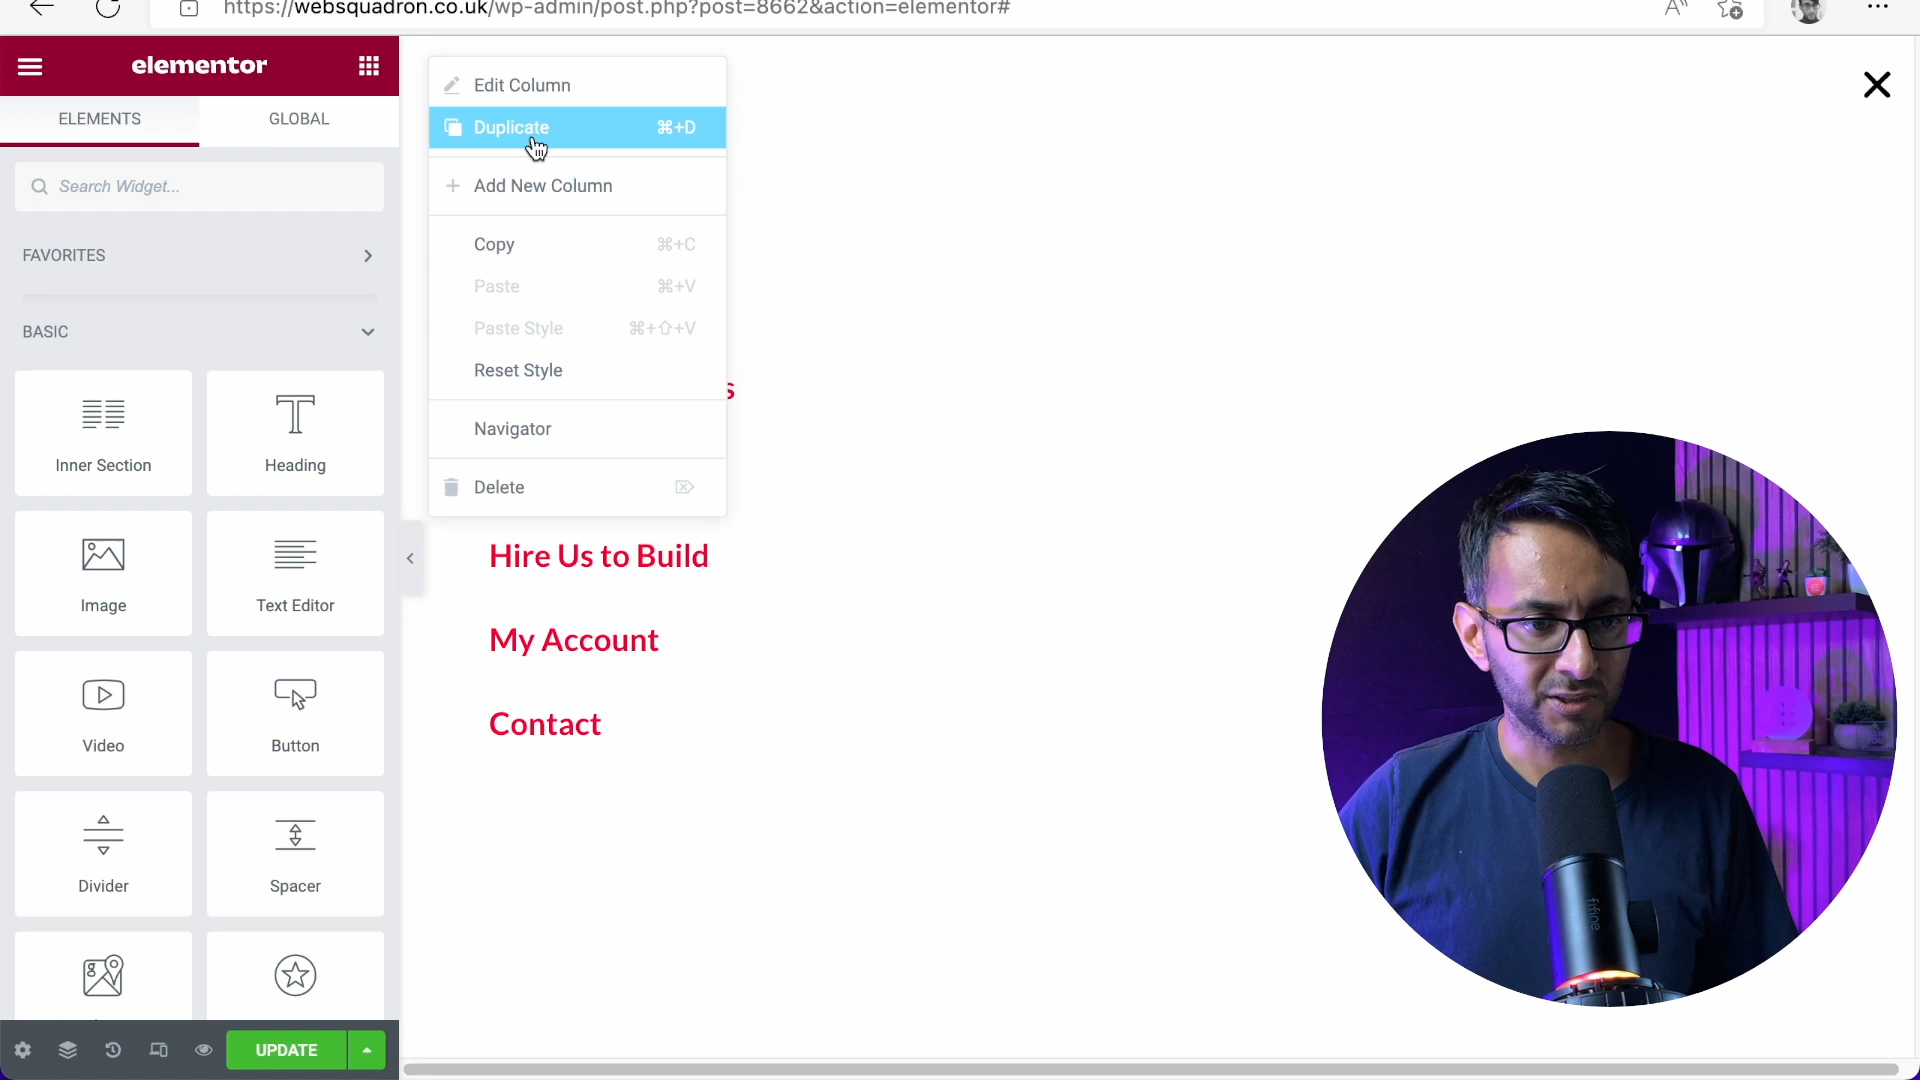 https://websquadron.co.uk/wp-admin/post.php?post=8662&action=elementor#
elementor
ELEMENTS
GLOBAL
Search Widget...
FAVORITES
BASIC
Inner Section
Heading
Image
Text Editor
Video
Button
Divider
Spacer
UPDATE
Edit Column
Duplicate ⌘+D
Add New Column
Copy ⌘+C
Paste ⌘+V
Paste Style ⌘+⇧+V
Reset Style
Navigator
Delete
s
Hire Us to Build
My Account
Contact
fifine